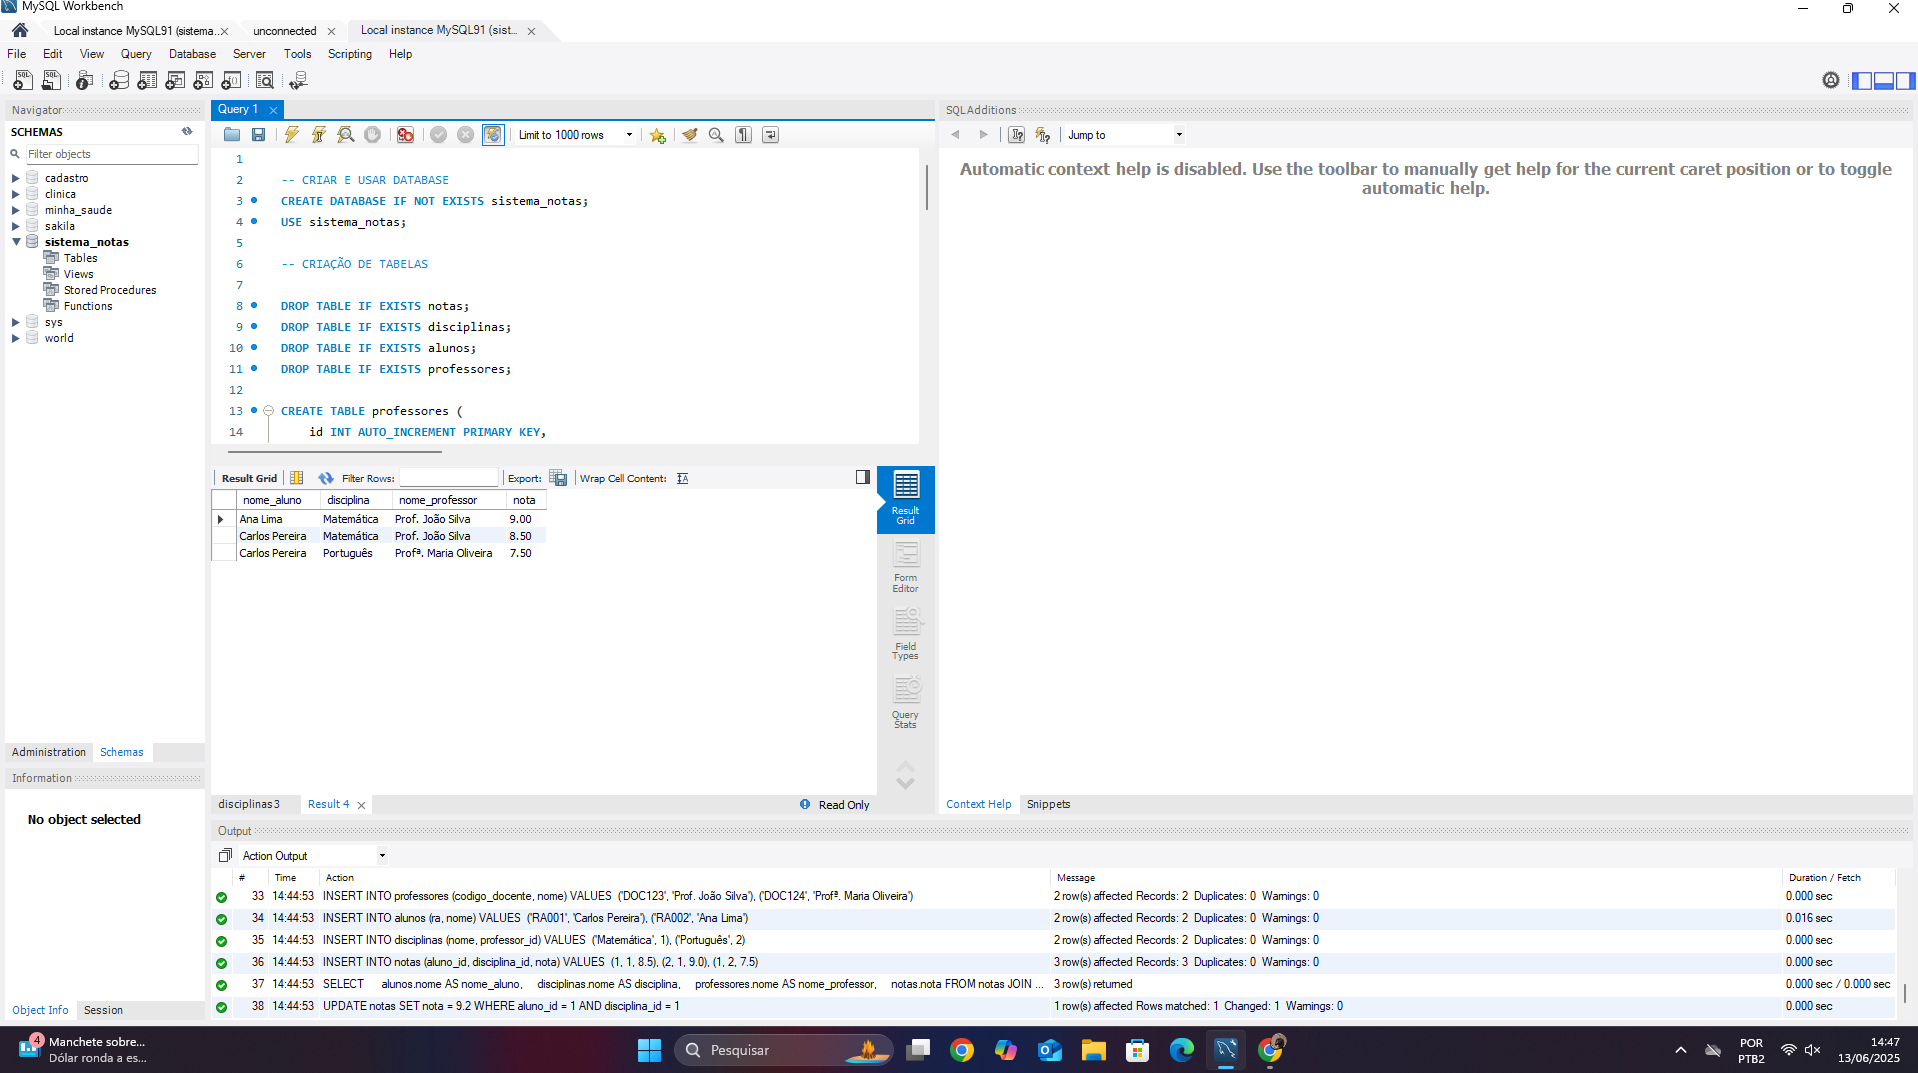 MySQL Workbench
Local instance MySQL91 (sistema...
unconnected
Local instance MySQL91 (sist...
File Edit View Query Database Server Tools Scripting Help
Navigator
SCHEMAS
Filter objects
cadastro
clinica
minha_saude
sakila
sistema_notas
Tables
Views
Stored Procedures
Functions
sys
world
Administration Schemas
Information
No object selected
Object Info Session
Query 1
Limit to 1000 rows
1
2 -- CRIAR E USAR DATABASE
3 CREATE DATABASE IF NOT EXISTS sistema_notas;
4 USE sistema_notas;
5
6 -- CRIAÇÃO DE TABELAS
7
8 DROP TABLE IF EXISTS notas;
9 DROP TABLE IF EXISTS disciplinas;
10 DROP TABLE IF EXISTS alunos;
11 DROP TABLE IF EXISTS professores;
12
13 CREATE TABLE professores (
14 id INT AUTO_INCREMENT PRIMARY KEY,
Result Grid Filter Rows: Export: Wrap Cell Content:
nome_aluno disciplina nome_professor nota
Ana Lima Matemática Prof. João Silva 9.00
Carlos Pereira Matemática Prof. João Silva 8.50
Carlos Pereira Português Profª. Maria Oliveira 7.50
Result
Grid
Form
Editor
Field
Types
Query
Stats
disciplinas3 Result 4 Read Only
SQLAdditions
Jump to
Automatic context help is disabled. Use the toolbar to manually get help for the current caret position or to toggle
automatic help.
Context Help Snippets
Output
Action Output
# Time Action Message Duration / Fetch
33 14:44:53 INSERT INTO professores (codigo_docente, nome) VALUES ('DOC123', 'Prof. João Silva'), ('DOC124', 'Profª. Maria Oliveira') 2 row(s) affected Records: 2 Duplicates: 0 Warnings: 0 0.000 sec
34 14:44:53 INSERT INTO alunos (ra, nome) VALUES ('RA001', 'Carlos Pereira'), ('RA002', 'Ana Lima') 2 row(s) affected Records: 2 Duplicates: 0 Warnings: 0 0.016 sec
35 14:44:53 INSERT INTO disciplinas (nome, professor_id) VALUES ('Matemática', 1), ('Português', 2) 2 row(s) affected Records: 2 Duplicates: 0 Warnings: 0 0.000 sec
36 14:44:53 INSERT INTO notas (aluno_id, disciplina_id, nota) VALUES (1, 1, 8.5), (2, 1, 9.0), (1, 2, 7.5) 3 row(s) affected Records: 3 Duplicates: 0 Warnings: 0 0.000 sec
37 14:44:53 SELECT alunos.nome AS nome_aluno, disciplinas.nome AS disciplina, professores.nome AS nome_professor, notas.nota FROM notas JOIN ... 3 row(s) returned 0.000 sec / 0.000 sec
38 14:44:53 UPDATE notas SET nota = 9.2 WHERE aluno_id = 1 AND disciplina_id = 1 1 row(s) affected Rows matched: 1 Changed: 1 Warnings: 0 0.000 sec
4
Manchete sobre...
Dólar ronda a es...
Pesquisar
POR
PTB2
14:47
13/06/2025